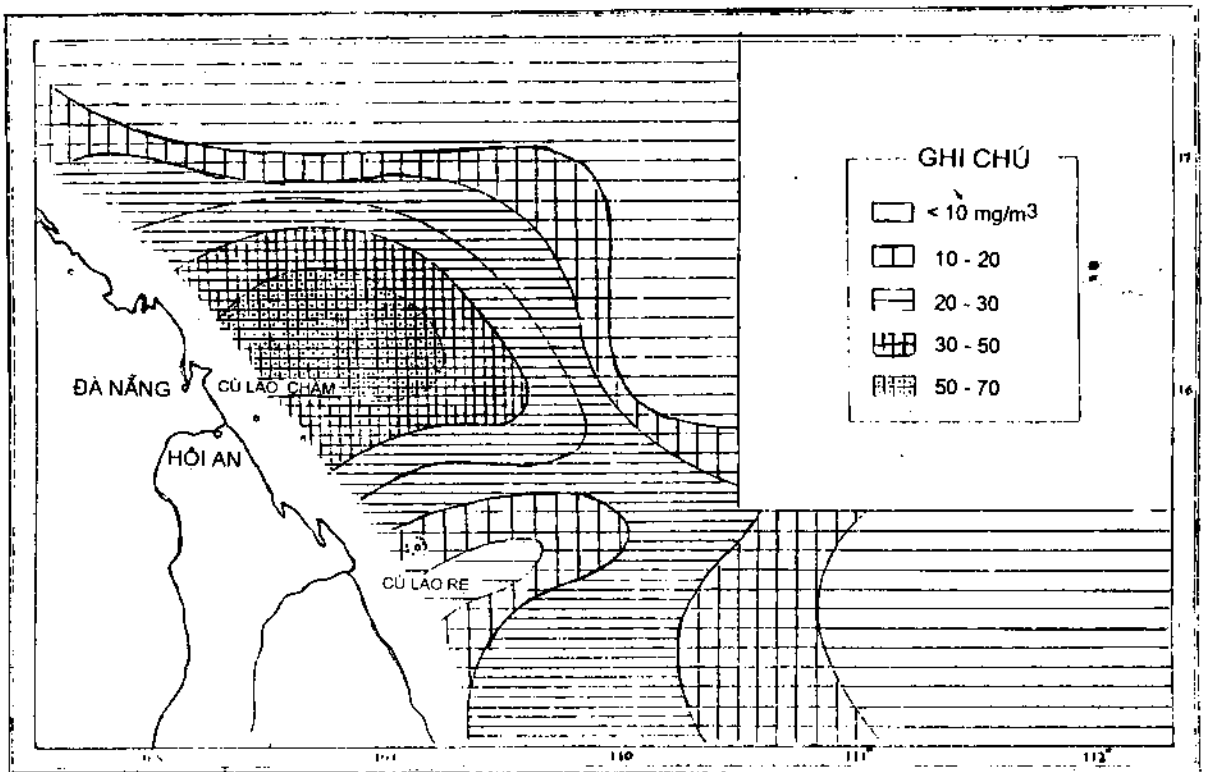 GHI CHÚ
< 10 mg/m3
10 - 20
20 - 30
30 - 50
50 - 70
17
16
ĐÀ NẴNG
CÙ LAO CHÀM
HÔI AN
CÙ LAO RÉ
110
111°
112°